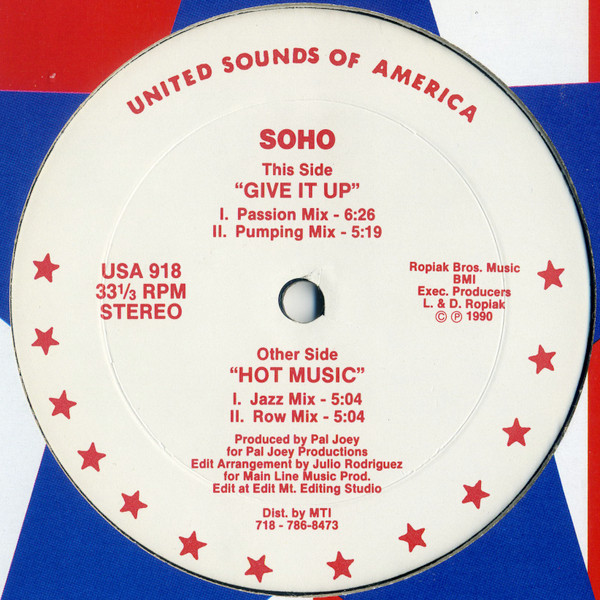 UNITED SOUNDS OF AMERICA
SOHO
This Side
“GIVE IT UP”
I. Passion Mix - 6:26
II. Pumping Mix - 5:19
USA 918
33⅓ RPM
STEREO
Ropiak Bros. Music
BMI
Exec. Producers
L. & D. Ropiak
© ℗ 1990
Other Side
“HOT MUSIC”
I. Jazz Mix - 5:04
II. Row Mix - 5:04
Produced by Pal Joey
for Pal Joey Productions
Edit Arrangement by Julio Rodriguez
for Main Line Music Prod.
Edit at Edit Mt. Editing Studio
Dist. by MTI
718 - 786-8473